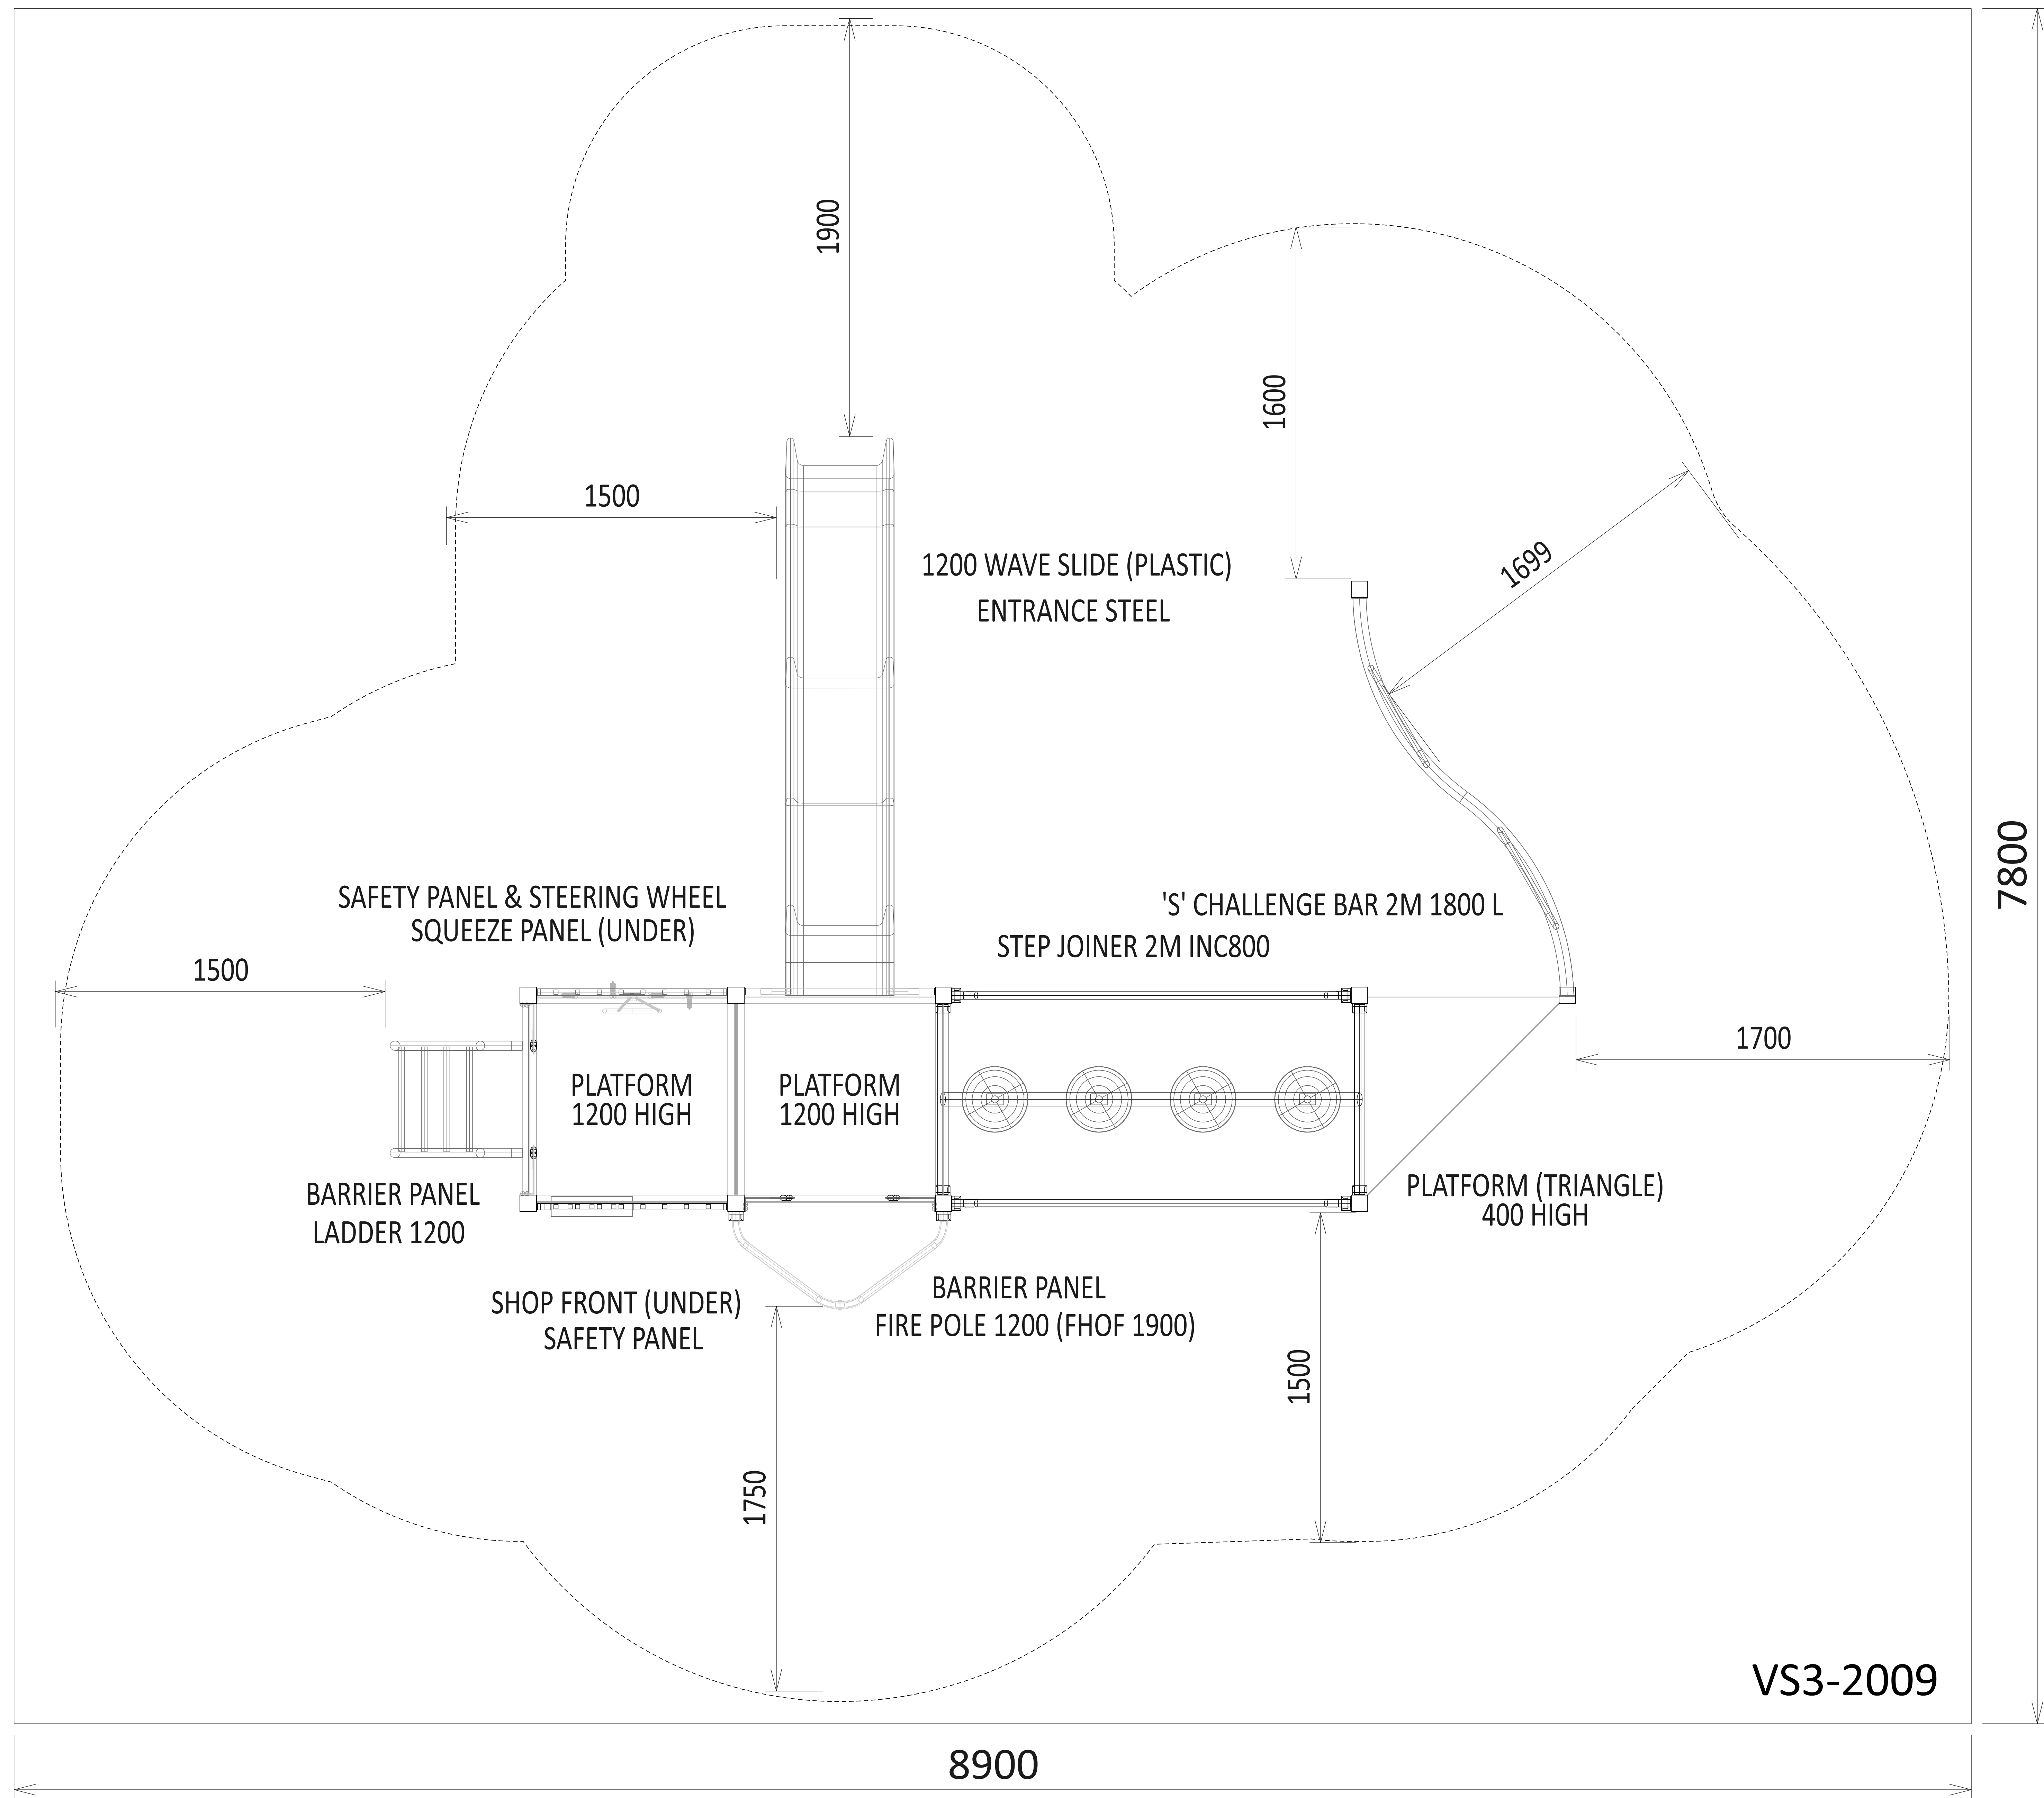 1900
1600
1500
1699
1200 WAVE SLIDE (PLASTIC)
ENTRANCE STEEL
7800
SAFETY PANEL & STEERING WHEEL
SQUEEZE PANEL (UNDER)
'S' CHALLENGE BAR 2M 1800 L
STEP JOINER 2M INC800
1500
1700
PLATFORM
1200 HIGH
PLATFORM
1200 HIGH
BARRIER PANEL
LADDER 1200
PLATFORM (TRIANGLE)
400 HIGH
SHOP FRONT (UNDER)
SAFETY PANEL
BARRIER PANEL
FIRE POLE 1200 (FHOF 1900)
1500
1750
VS3-2009
8900